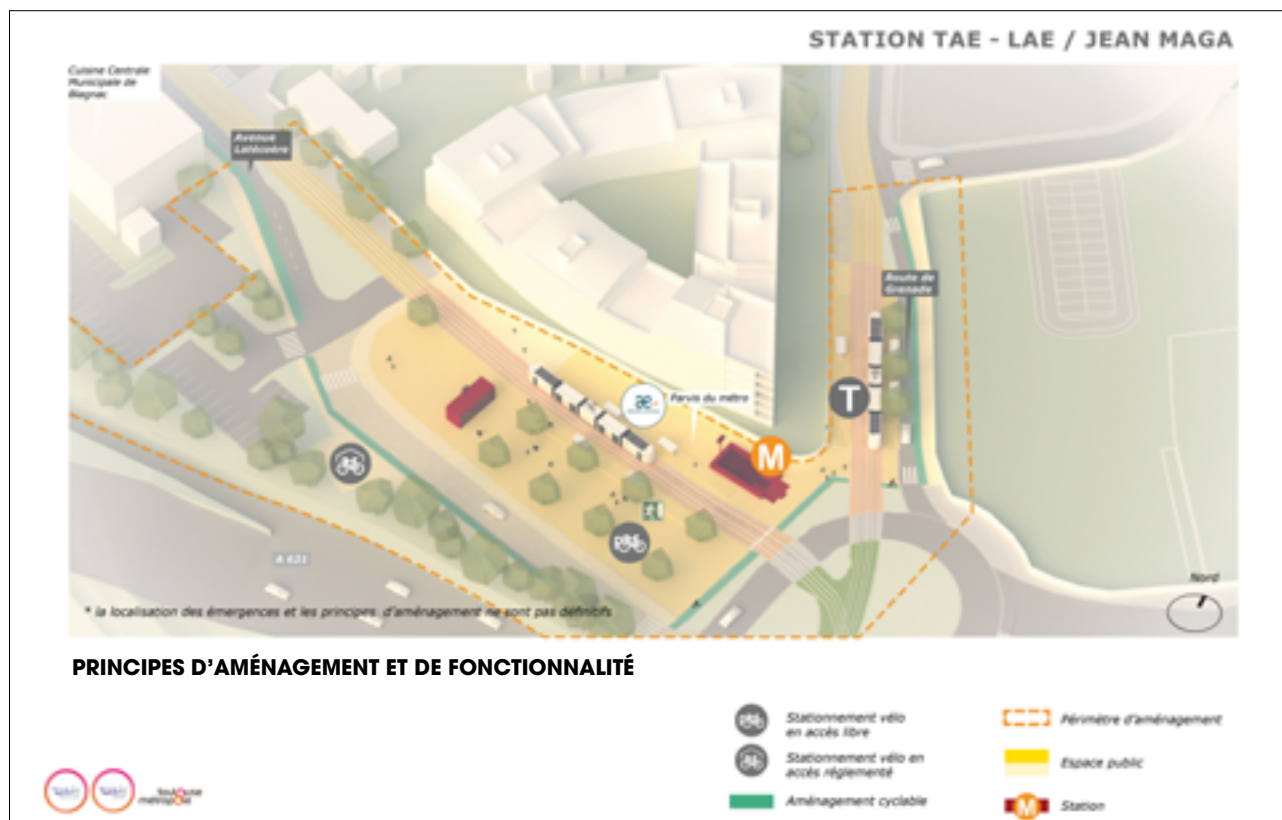 STATION TAE - LAE / JEAN MAGA
Cuisine Centrale
Municipale de
Blagnac
Avenue
Latécoère
Route de
Grenade
T
Parvis du métro
M
A 621
Nord
* la localisation des émergences et les principes d'aménagement ne sont pas définitifs
PRINCIPES D'AMÉNAGEMENT ET DE FONCTIONNALITÉ
Stationnement vélo
en accès libre
Stationnement vélo en
accès réglementé
Aménagement cyclable
Périmètre d'aménagement
Espace public
M
Station
toulouse
métropole